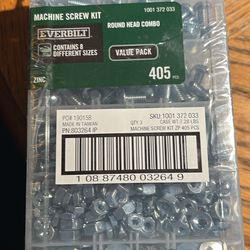 MACHINE SCREW KIT
1001 372 033
EVERBILT
ROUND HEAD COMBO
CONTAINS 8
DIFFERENT SIZES
VALUE PACK
ZINC
405 PCS
PO# 190158
MADE IN TAIWAN
PN:803264 IP
QTY. 3
SKU:1001 372 033
CASE WT. 7.28 LBS
MACHINE SCREW KIT ZP 405 PCS
1 08 87480 03264 9